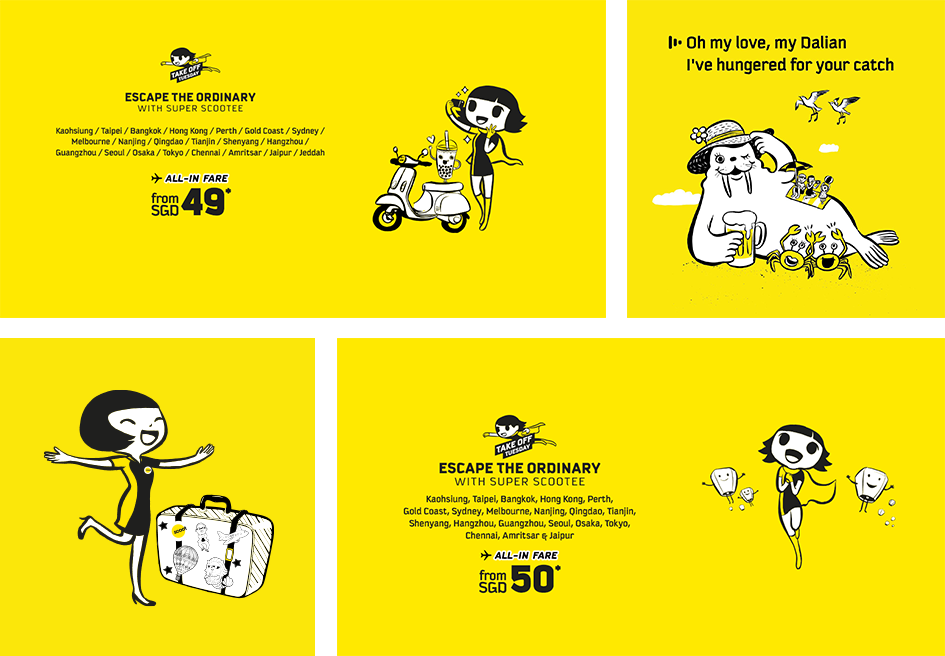 TAKE OFF
TUESDAY
ESCAPE THE ORDINARY
WITH SUPER SCOOTEE
Kaohsiung / Taipei / Bangkok / Hong Kong / Perth / Gold Coast / Sydney /
Melbourne / Nanjing / Qingdao / Tianjin / Shenyang / Hangzhou /
Guangzhou / Seoul / Osaka / Tokyo / Chennai / Amritsar / Jaipur / Jeddah
ALL-IN FARE
from
SGD 49*
Oh my love, my Dalian
I've hungered for your catch
TAKE OFF
TUESDAY
ESCAPE THE ORDINARY
WITH SUPER SCOOTEE
Kaohsiung, Taipei, Bangkok, Hong Kong, Perth,
Gold Coast, Sydney, Melbourne, Nanjing, Qingdao, Tianjin,
Shenyang, Hangzhou, Guangzhou, Seoul, Osaka, Tokyo,
Chennai, Amritsar & Jaipur
ALL-IN FARE
from
SGD 50*